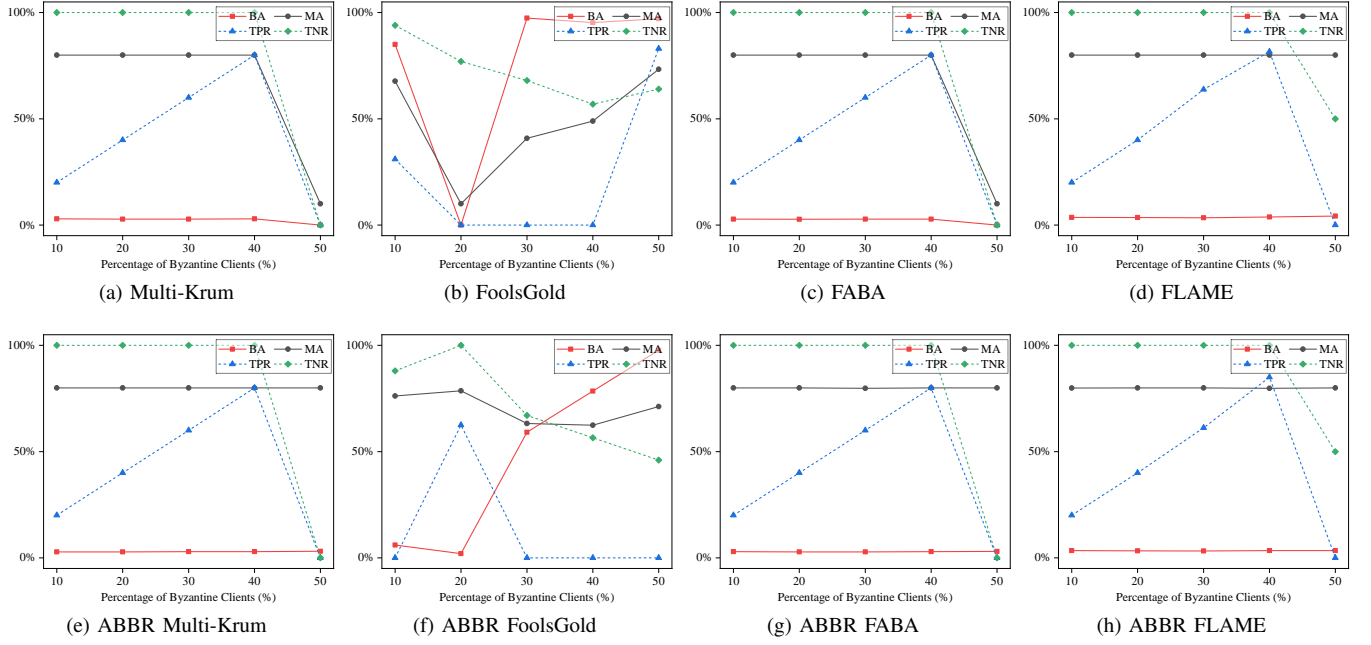 BA MA
TPR TNR
100%
50%
0%
10 20 30 40 50
Percentage of Byzantine Clients (%)
(a) Multi-Krum
BA MA
TPR TNR
100%
50%
0%
10 20 30 40 50
Percentage of Byzantine Clients (%)
(b) FoolsGold
BA MA
TPR TNR
100%
50%
0%
10 20 30 40 50
Percentage of Byzantine Clients (%)
(c) FABA
BA MA
TPR TNR
100%
50%
0%
10 20 30 40 50
Percentage of Byzantine Clients (%)
(d) FLAME
BA MA
TPR TNR
100%
50%
0%
10 20 30 40 50
Percentage of Byzantine Clients (%)
(e) ABBR Multi-Krum
BA MA
TPR TNR
100%
50%
0%
10 20 30 40 50
Percentage of Byzantine Clients (%)
(f) ABBR FoolsGold
BA MA
TPR TNR
100%
50%
0%
10 20 30 40 50
Percentage of Byzantine Clients (%)
(g) ABBR FABA
BA MA
TPR TNR
100%
50%
0%
10 20 30 40 50
Percentage of Byzantine Clients (%)
(h) ABBR FLAME